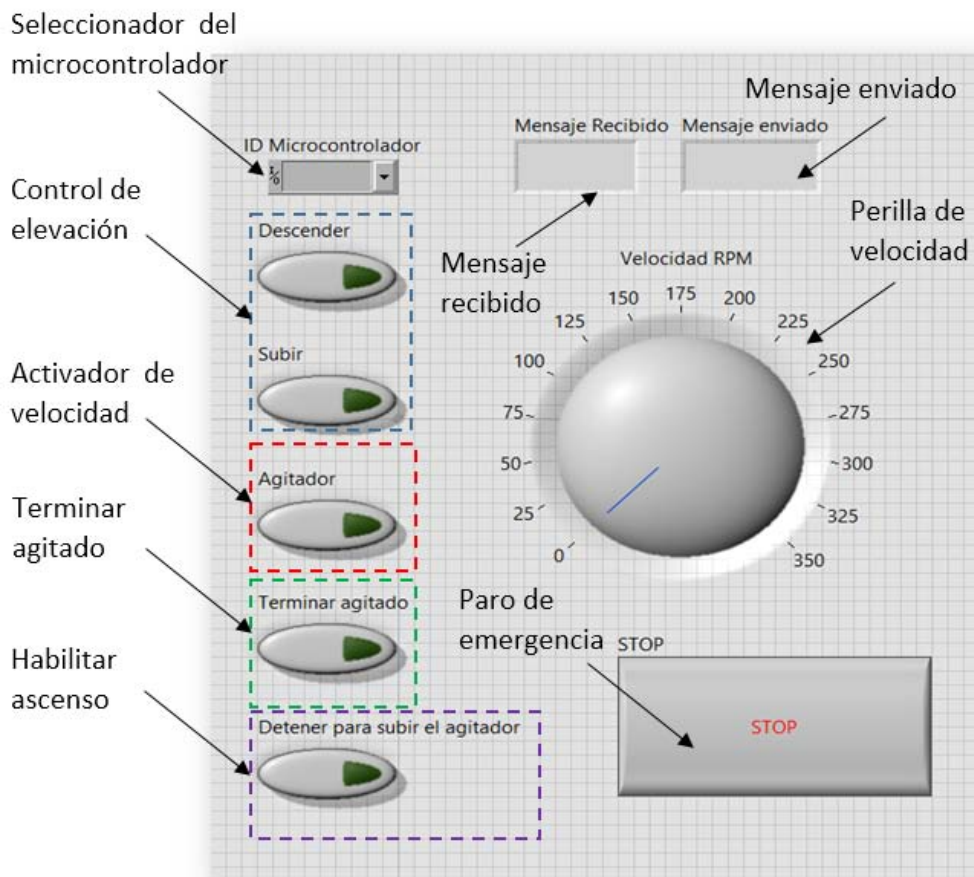 Seleccionador del
microcontrolador
Mensaje enviado
ID Microcontrolador
Mensaje Recibido
Mensaje enviado
Control de
elevación
Descender
Mensaje
recibido
Perilla de
velocidad
Velocidad RPM
0
25
50
75
100
125
150
175
200
225
250
275
300
325
350
Subir
Activador de
velocidad
Agitador
Terminar
agitado
Terminar agitado
Paro de
emergencia
Habilitar
ascenso
Detener para subir el agitador
STOP
STOP